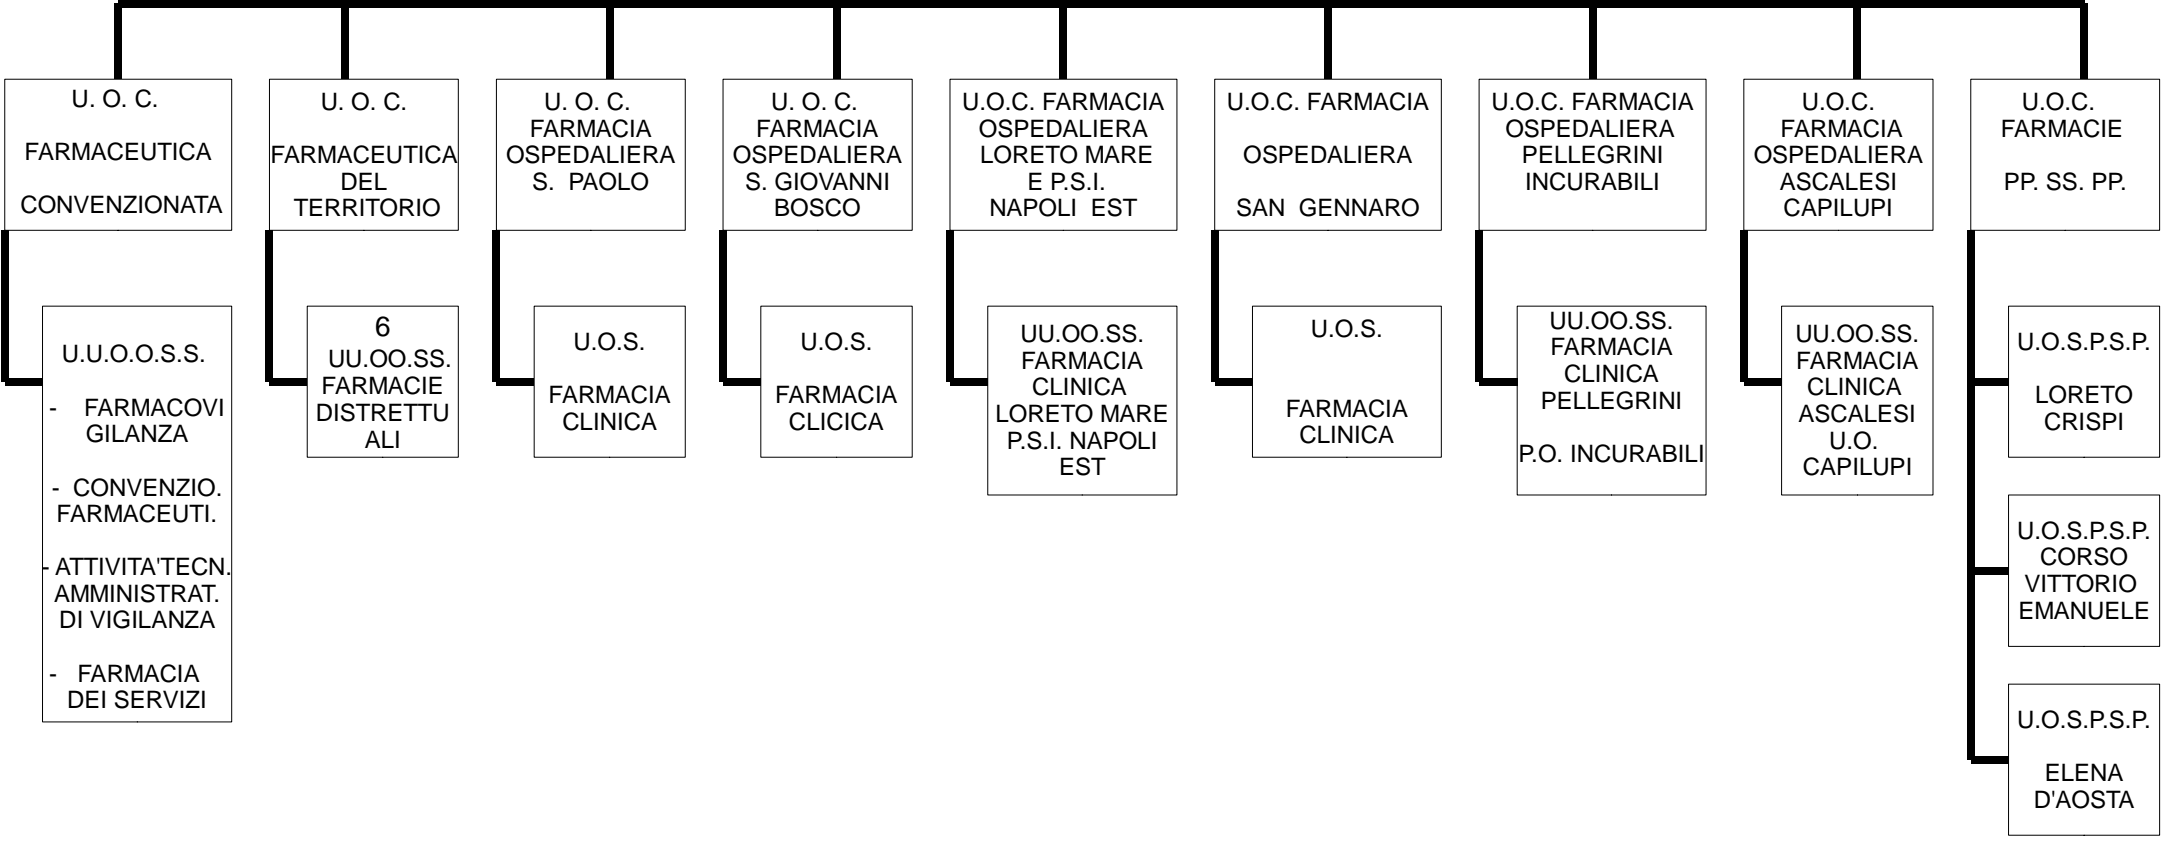 U. O. C.
FARMACEUTICA
CONVENZIONATA
U. O. C.
FARMACEUTICA
DEL
TERRITORIO
U. O. C.
FARMACIA
OSPEDALIERA
S. PAOLO
U. O. C.
FARMACIA
OSPEDALIERA
S. GIOVANNI
BOSCO
U.O.C. FARMACIA
OSPEDALIERA
LORETO MARE
E P.S.I.
NAPOLI EST
U.O.C. FARMACIA
OSPEDALIERA
SAN GENNARO
U.O.C. FARMACIA
OSPEDALIERA
PELLEGRINI
INCURABILI
U.O.C.
FARMACIA
OSPEDALIERA
ASCALESI
CAPILUPI
U.O.C.
FARMACIE
PP. SS. PP.
U.U.O.O.S.S.
- FARMACOVI
GILANZA
- CONVENZIO.
FARMACEUTI.
- ATTIVITA'TECN.
AMMINISTRAT.
DI VIGILANZA
- FARMACIA
DEI SERVIZI
6
UU.OO.SS.
FARMACIE
DISTRETTU
ALI
U.O.S.
FARMACIA
CLINICA
U.O.S.
FARMACIA
CLICICA
UU.OO.SS.
FARMACIA
CLINICA
LORETO MARE
P.S.I. NAPOLI
EST
U.O.S.
FARMACIA
CLINICA
UU.OO.SS.
FARMACIA
CLINICA
PELLEGRINI
P.O. INCURABILI
UU.OO.SS.
FARMACIA
CLINICA
ASCALESI
U.O.
CAPILUPI
U.O.S.P.S.P.
LORETO
CRISPI
U.O.S.P.S.P.
CORSO
VITTORIO
EMANUELE
U.O.S.P.S.P.
ELENA
D'AOSTA